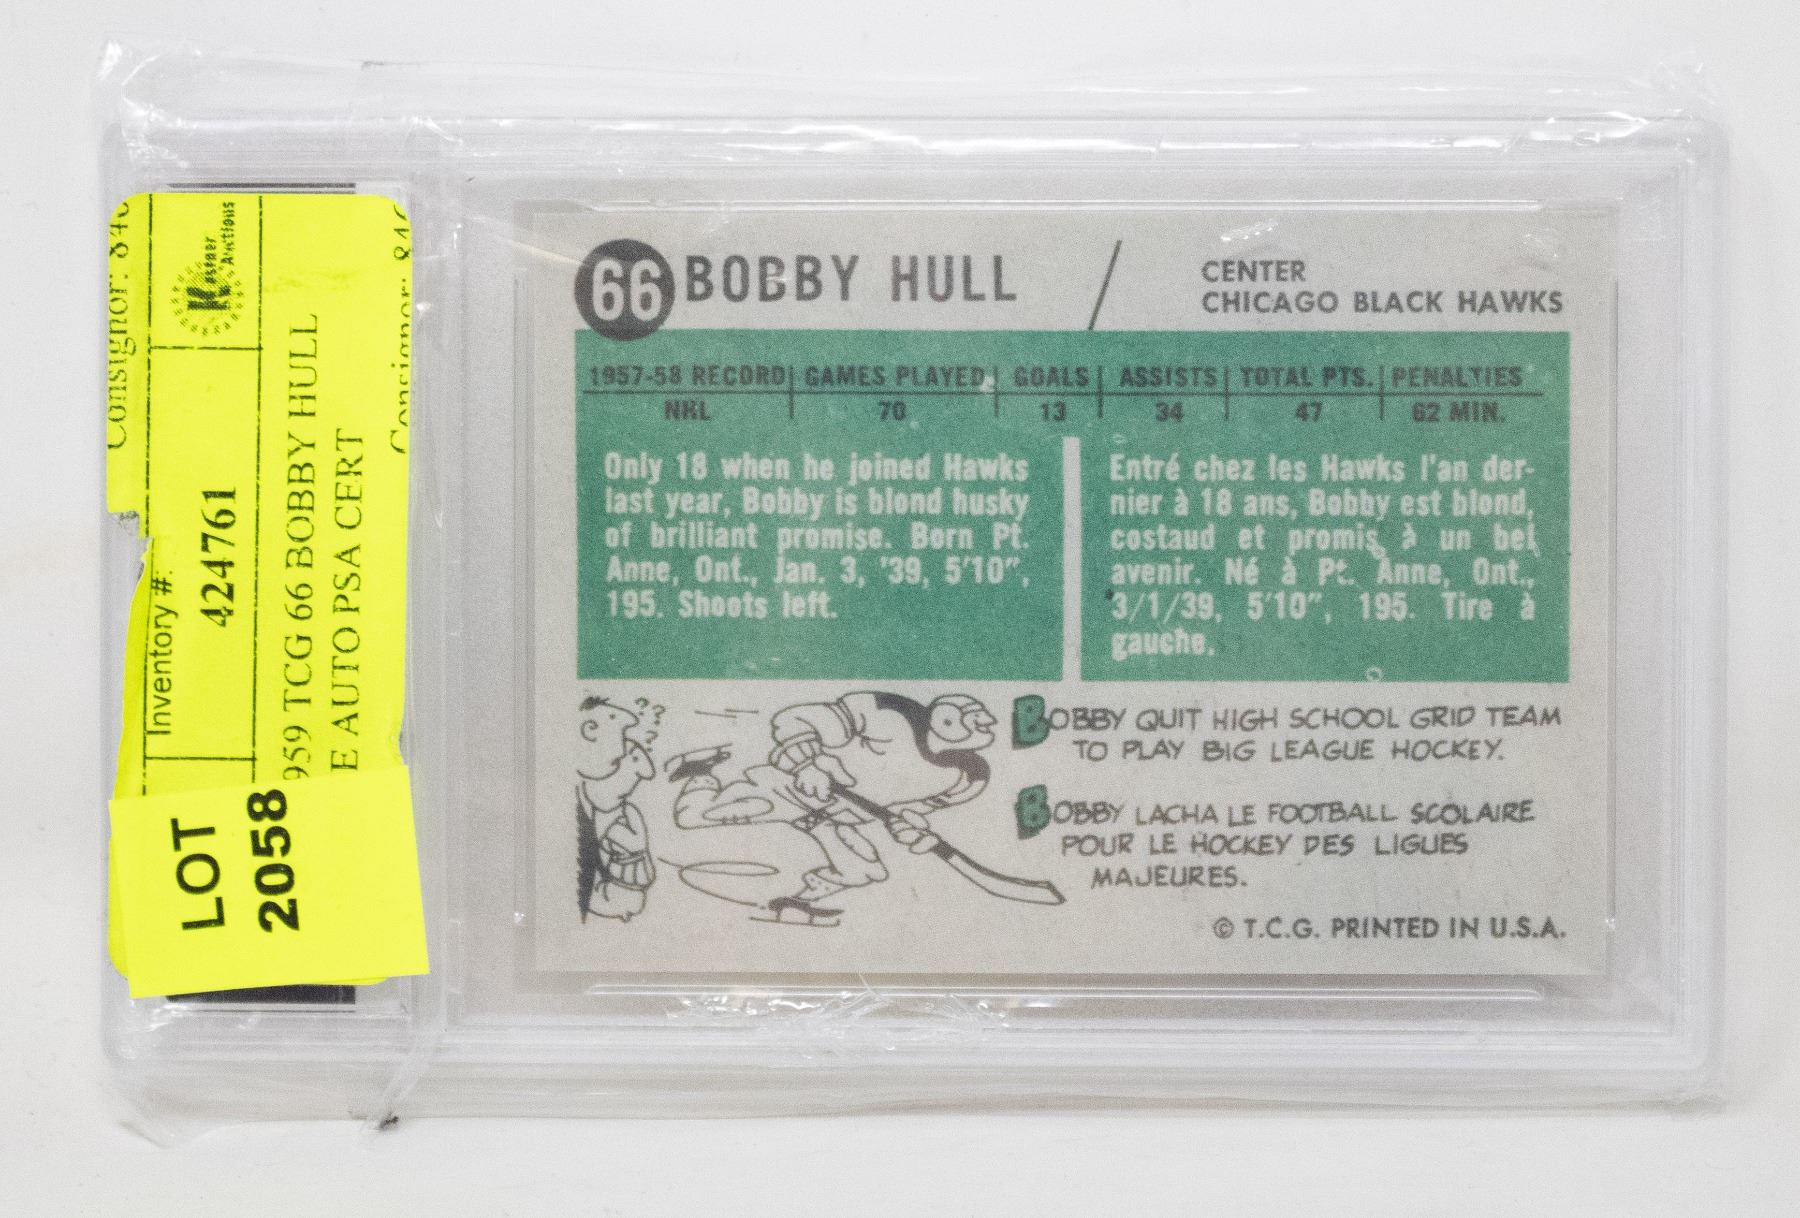 66 BOBBY HULL
CENTER
CHICAGO BLACK HAWKS
1957-58 RECORD GAMES PLAYED GOALS ASSISTS TOTAL PTS. PENALTIES
NHL 70 13 34 47 62 MIN.
Only 18 when he joined Hawks
last year, Bobby is blond husky
of brilliant promise. Born Pt.
Anne, Ont., Jan. 3, '39, 5'10",
195. Shoots left.
Entré chez les Hawks l'an der-
nier à 18 ans, Bobby est blond,
costaud et promis à un bel
avenir. Né à Pt. Anne, Ont.,
3/1/39, 5'10", 195. Tire à
gauche.
BOBBY QUIT HIGH SCHOOL GRID TEAM
TO PLAY BIG LEAGUE HOCKEY.
BOBBY LACHA LE FOOTBALL SCOLAIRE
POUR LE HOCKEY DES LIGUES
MAJEURES.
© T.C.G. PRINTED IN U.S.A.
Consignor:
Kastner
Auctions
Inventory #:
424761
959 TCG 66 BOBBY HULL
E AUTO PSA CERT
Consignor:
LOT
2058